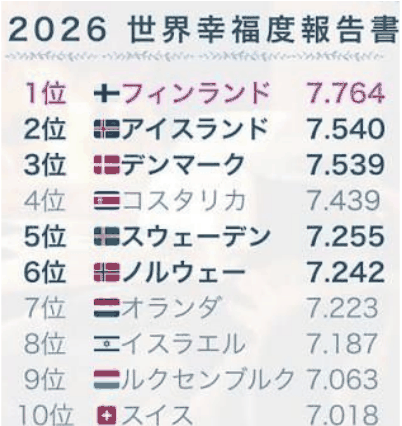 2026 世界幸福度報告書
1位 フィンランド 7.764
2位 アイスランド 7.540
3位 デンマーク 7.539
4位 コスタリカ 7.439
5位 スウェーデン 7.255
6位 ノルウェー 7.242
7位 オランダ 7.223
8位 イスラエル 7.187
9位 ルクセンブルク 7.063
10位 スイス 7.018